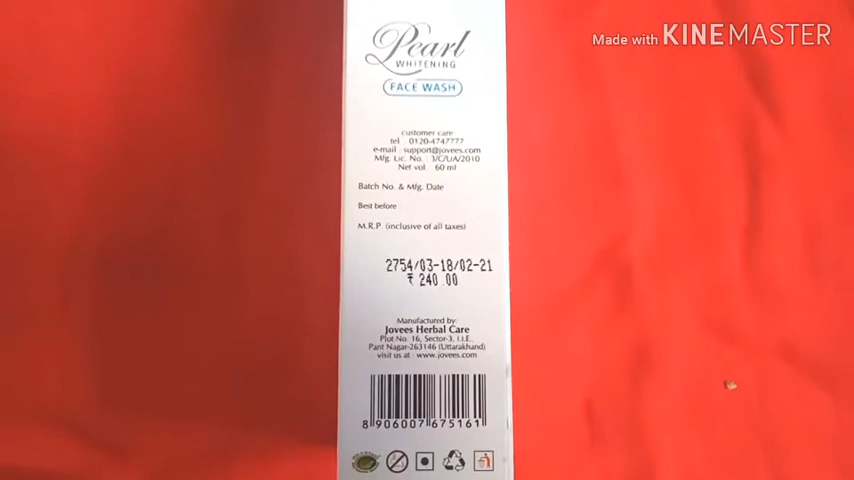 Made with KINEMASTER
Pearl
WHITENING
FACE WASH
customer care
tel : 0120-4747777
e-mail : support@jovees.com
Mfg. Lic. No. : 3/C/UA/2010
Net vol. 60 ml
Batch No. & Mfg. Date
Best before :
M.R.P (inclusive of all taxes)
2754/03-18/02-21
₹ 240.00
Manufactured by:
Jovees Herbal Care
Plot No. 16, Sector-3, I.I.E.,
Pant Nagar-263146 (Uttarakhand)
visit us at : www.jovees.com
8 906007 675161